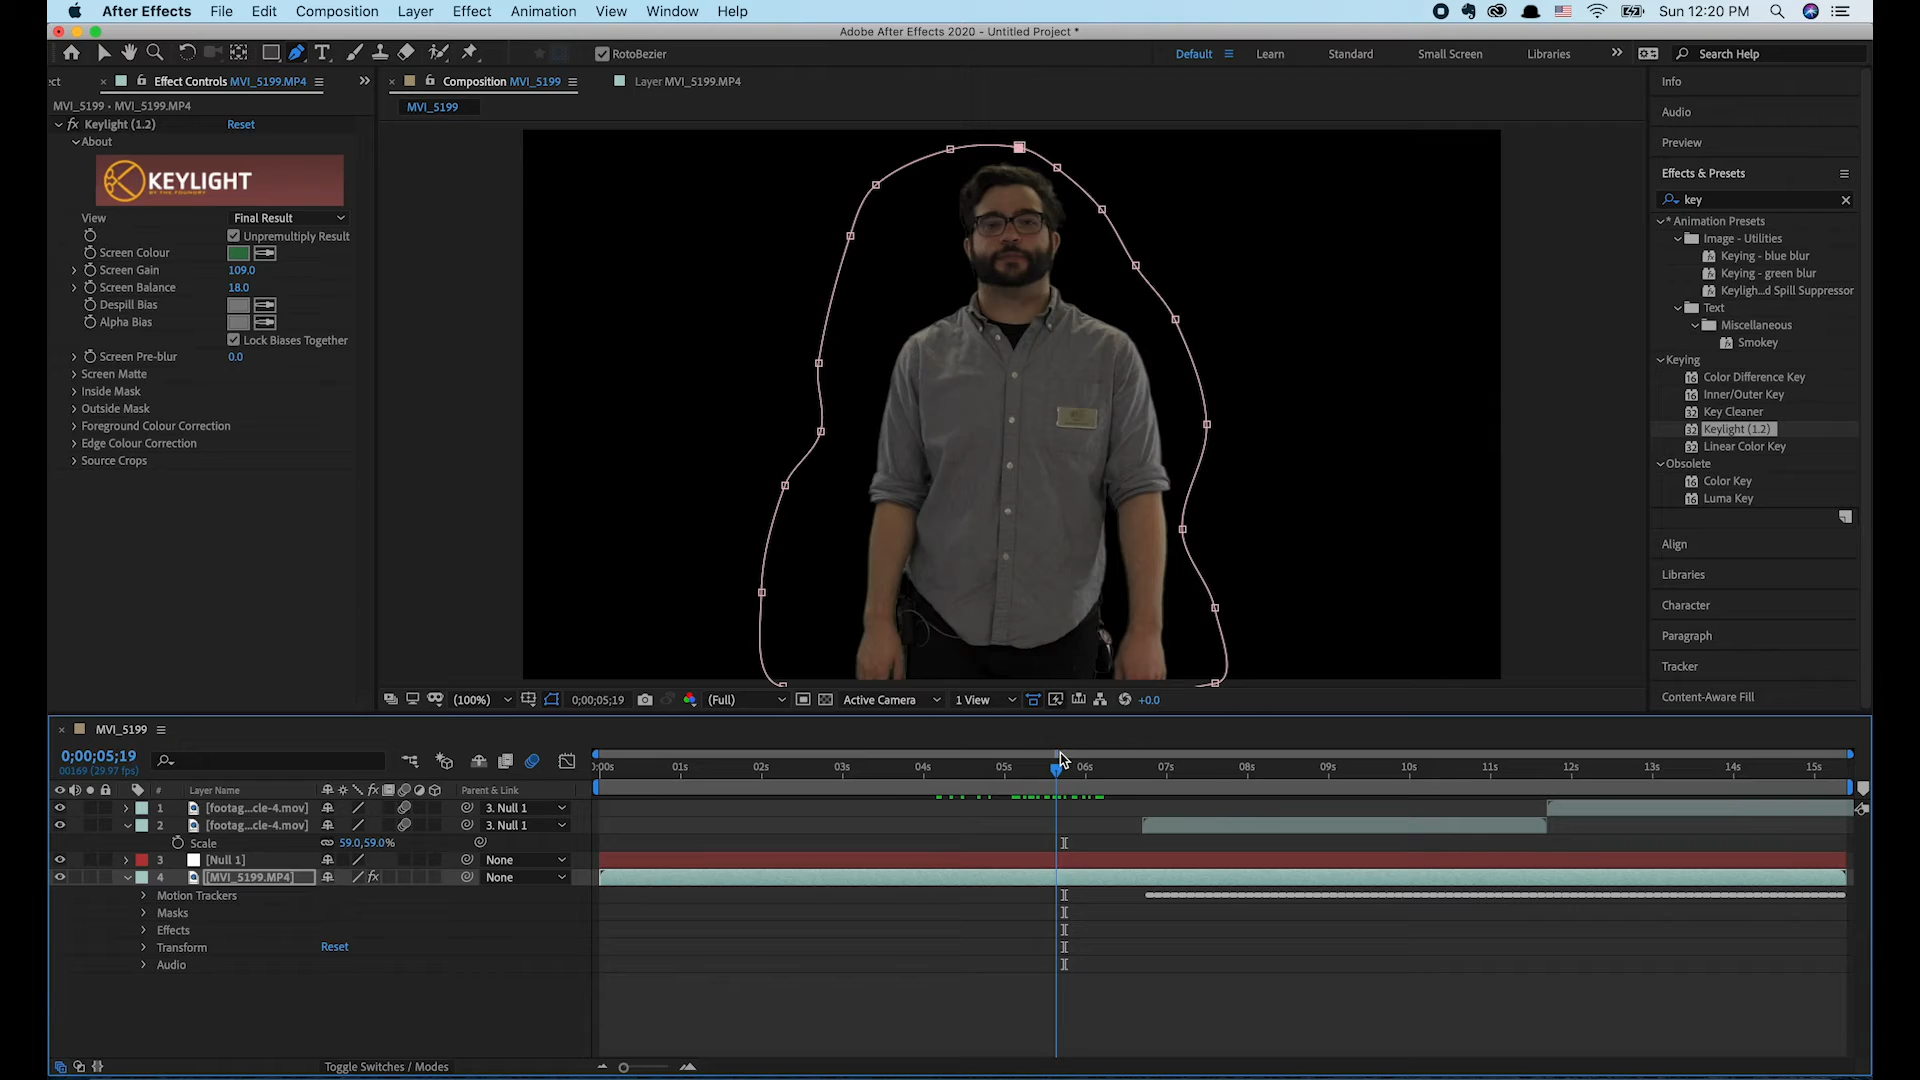 After Effects File Edit Composition Layer Effect Animation View Window Help Sun 12:20 PM
Adobe After Effects 2020 - Untitled Project *
RotoBezier Default Learn Standard Small Screen Libraries Search Help
Effect Controls MVI_5199.MP4 Composition MVI_5199 Layer MVI_5199.MP4
MVI_5199 • MVI_5199.MP4
MVI_5199
Keylight (1.2) Reset
About
KEYLIGHT
BY THE FOUNDRY
View Final Result
Unpremultiply Result
Screen Colour
Screen Gain 109.0
Screen Balance 18.0
Despill Bias
Alpha Bias
Lock Biases Together
Screen Pre-blur 0.0
Screen Matte
Inside Mask
Outside Mask
Foreground Colour Correction
Edge Colour Correction
Source Crops
Info
Audio
Preview
Effects & Presets
key
* Animation Presets
Image - Utilities
Keying - blue blur
Keying - green blur
Keyligh...d Spill Suppressor
Text
Miscellaneous
Smokey
Keying
Color Difference Key
Inner/Outer Key
Key Cleaner
Keylight (1.2)
Linear Color Key
Obsolete
Color Key
Luma Key
Align
Libraries
Character
Paragraph
Tracker
Content-Aware Fill
(100%) 0;00;05;19 (Full) Active Camera 1 View +0.0
MVI_5199
0;00;05;19
00169 (29.97 fps)
:00s 01s 02s 03s 04s 05s 06s 07s 08s 09s 10s 11s 12s 13s 14s 15s
# Layer Name Parent & Link
1 [footag...cle-4.mov] 3. Null 1
2 [footag...cle-4.mov] 3. Null 1
Scale 59.0,59.0%
3 [Null 1] None
4 [MVI_5199.MP4] None
Motion Trackers
Masks
Effects
Transform Reset
Audio
Toggle Switches / Modes